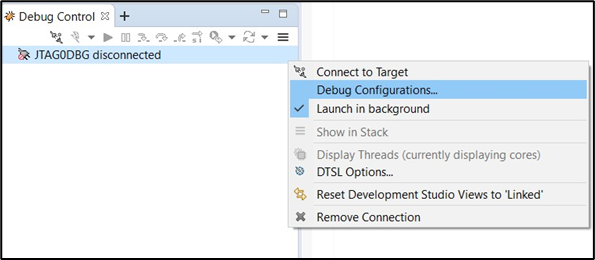 Debug Control
JTAG0DBG disconnected
Connect to Target
Debug Configurations...
Launch in background
Show in Stack
Display Threads (currently displaying cores)
DTSL Options...
Reset Development Studio Views to 'Linked'
Remove Connection